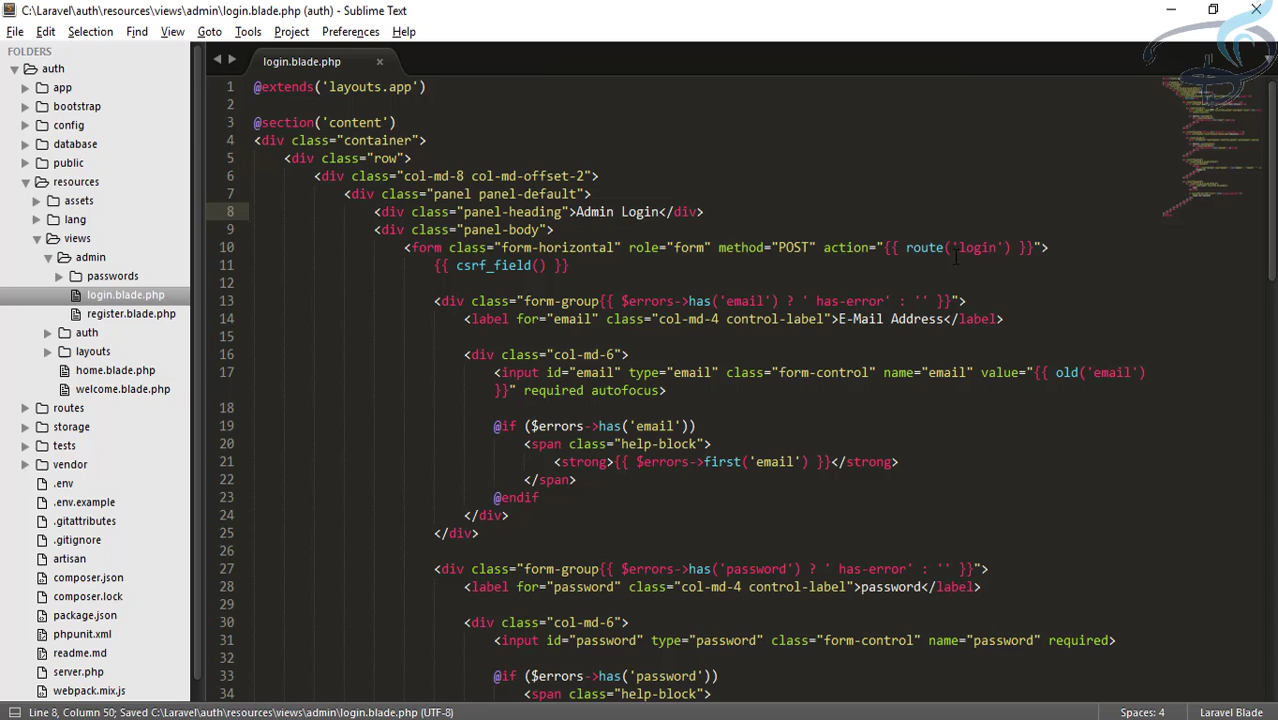 C:\Laravel\auth\resources\views\admin\login.blade.php (auth) - Sublime Text
File Edit Selection Find View Goto Tools Project Preferences Help
FOLDERS
auth
app
bootstrap
config
database
public
resources
assets
lang
views
admin
passwords
login.blade.php
register.blade.php
auth
layouts
home.blade.php
welcome.blade.php
routes
storage
tests
vendor
.env
.env.example
.gitattributes
.gitignore
artisan
composer.json
composer.lock
package.json
phpunit.xml
readme.md
server.php
webpack.mix.js
login.blade.php
1 @extends('layouts.app')
2
3 @section('content')
4 <div class="container">
5 <div class="row">
6 <div class="col-md-8 col-md-offset-2">
7 <div class="panel panel-default">
8 <div class="panel-heading">Admin Login</div>
9 <div class="panel-body">
10 <form class="form-horizontal" role="form" method="POST" action="{{ route('login') }}">
11 {{ csrf_field() }}
12
13 <div class="form-group{{ $errors->has('email') ? ' has-error' : '' }}">
14 <label for="email" class="col-md-4 control-label">E-Mail Address</label>
15
16 <div class="col-md-6">
17 <input id="email" type="email" class="form-control" name="email" value="{{ old('email')
}}" required autofocus>
18
19 @if ($errors->has('email'))
20 <span class="help-block">
21 <strong>{{ $errors->first('email') }}</strong>
22 </span>
23 @endif
24 </div>
25 </div>
26
27 <div class="form-group{{ $errors->has('password') ? ' has-error' : '' }}">
28 <label for="password" class="col-md-4 control-label">password</label>
29
30 <div class="col-md-6">
31 <input id="password" type="password" class="form-control" name="password" required>
32
33 @if ($errors->has('password'))
34 <span class="help-block">
Line 8, Column 50; Saved C:\Laravel\auth\resources\views\admin\login.blade.php (UTF-8)
Spaces: 4
Laravel Blade